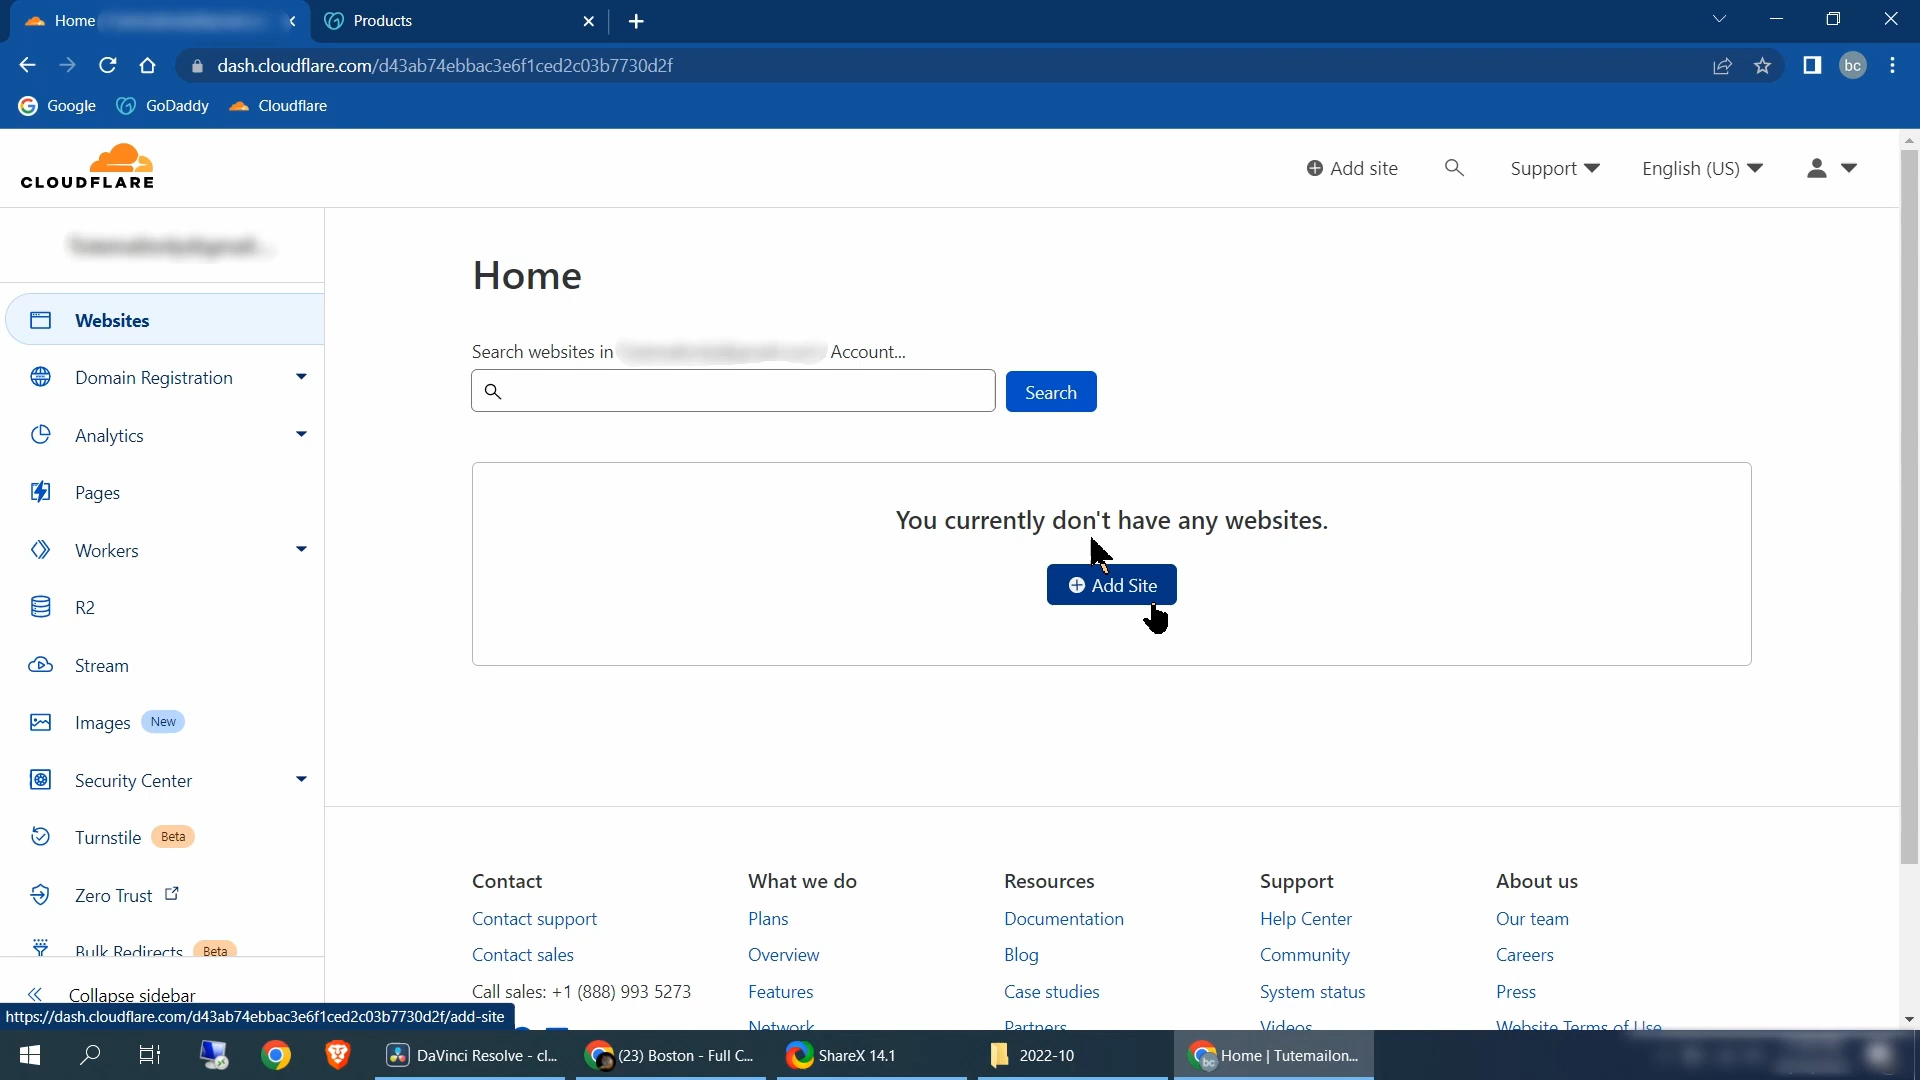 Home
Products
dash.cloudflare.com/d43ab74ebbac3e6f1ced2c03b7730d2f
bc
Google
GoDaddy
Cloudflare
CLOUDFLARE
Add site
Support
English (US)
Home
Search websites in
Account...
Search
Websites
Domain Registration
Analytics
Pages
Workers
R2
Stream
Images New
Security Center
Turnstile Beta
Zero Trust
Bulk Redirects Beta
Collapse sidebar
You currently don't have any websites.
Add Site
Contact
Contact support
Contact sales
Call sales: +1 (888) 993 5273
What we do
Plans
Overview
Features
Network
Resources
Documentation
Blog
Case studies
Partners
Support
Help Center
Community
System status
Videos
About us
Our team
Careers
Press
Website Terms of Use
https://dash.cloudflare.com/d43ab74ebbac3e6f1ced2c03b7730d2f/add-site
DaVinci Resolve - cl...
(23) Boston - Full C...
ShareX 14.1
2022-10
bc
Home | Tutemailon...